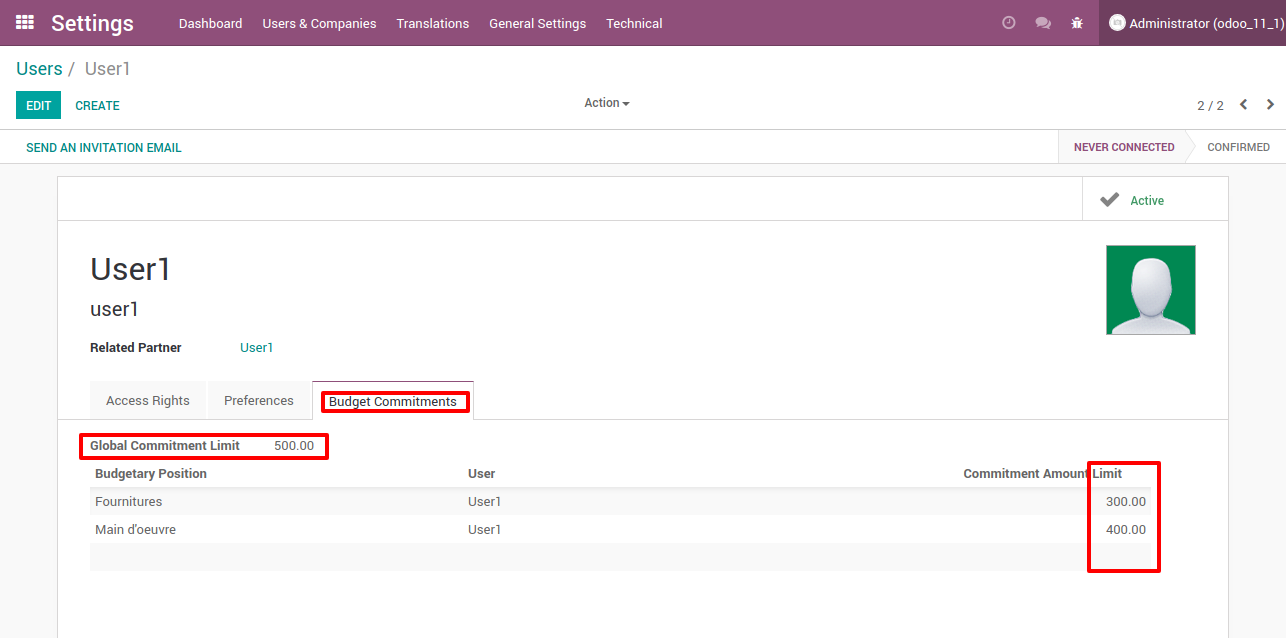 Settings Dashboard Users & Companies Translations General Settings Technical Administrator (odoo_11_1)
Users / User1
EDIT CREATE Action 2 / 2
SEND AN INVITATION EMAIL NEVER CONNECTED CONFIRMED
Active
User1
user1
Related Partner User1
Access Rights Preferences Budget Commitments
Global Commitment Limit 500.00
Budgetary Position User Commitment Amount Limit
Fournitures User1 300.00
Main d'oeuvre User1 400.00